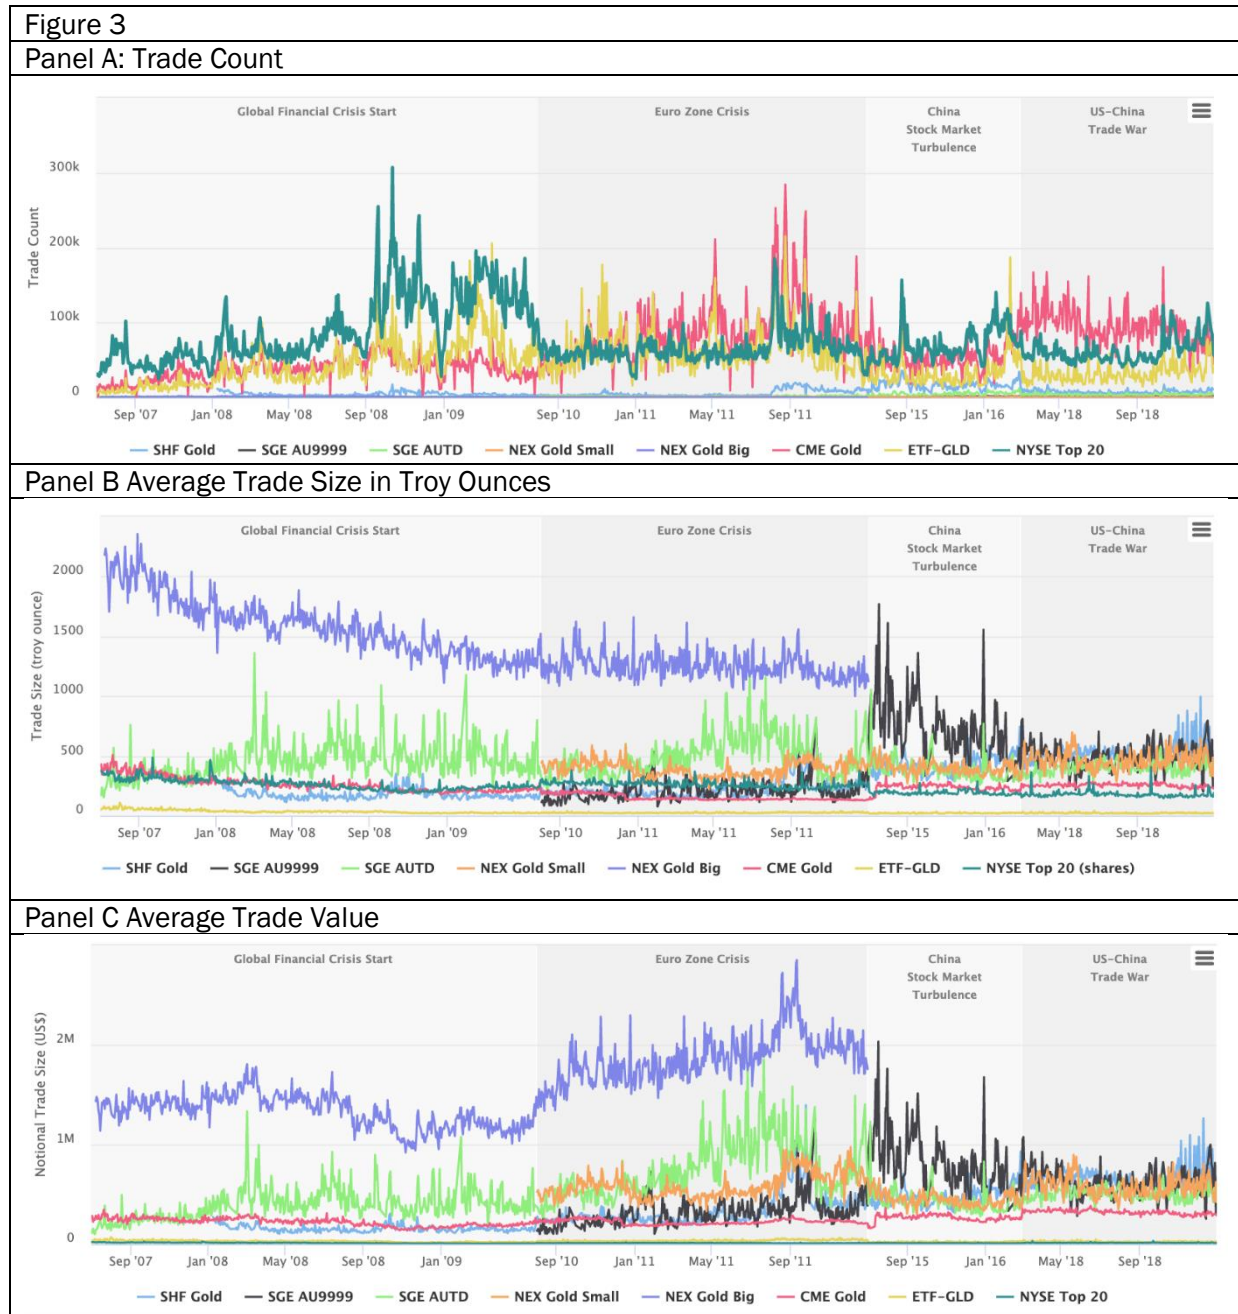 Figure 3
Panel A: Trade Count
Global Financial Crisis Start
Euro Zone Crisis
China
Stock Market
Turbulence
US-China
Trade War
Trade Count
300k
200k
100k
0
Sep '07 Jan '08 May '08 Sep '08 Jan '09 Sep '10 Jan '11 May '11 Sep '11 Sep '15 Jan '16 May '18 Sep '18
SHF Gold SGE AU9999 SGE AUTD NEX Gold Small NEX Gold Big CME Gold ETF-GLD NYSE Top 20
Panel B Average Trade Size in Troy Ounces
Global Financial Crisis Start
Euro Zone Crisis
China
Stock Market
Turbulence
US-China
Trade War
Trade Size (troy ounce)
2000
1500
1000
500
0
Sep '07 Jan '08 May '08 Sep '08 Jan '09 Sep '10 Jan '11 May '11 Sep '11 Sep '15 Jan '16 May '18 Sep '18
SHF Gold SGE AU9999 SGE AUTD NEX Gold Small NEX Gold Big CME Gold ETF-GLD NYSE Top 20 (shares)
Panel C Average Trade Value
Global Financial Crisis Start
Euro Zone Crisis
China
Stock Market
Turbulence
US-China
Trade War
Notional Trade Size (US$)
2M
1M
0
Sep '07 Jan '08 May '08 Sep '08 Jan '09 Sep '10 Jan '11 May '11 Sep '11 Sep '15 Jan '16 May '18 Sep '18
SHF Gold SGE AU9999 SGE AUTD NEX Gold Small NEX Gold Big CME Gold ETF-GLD NYSE Top 20